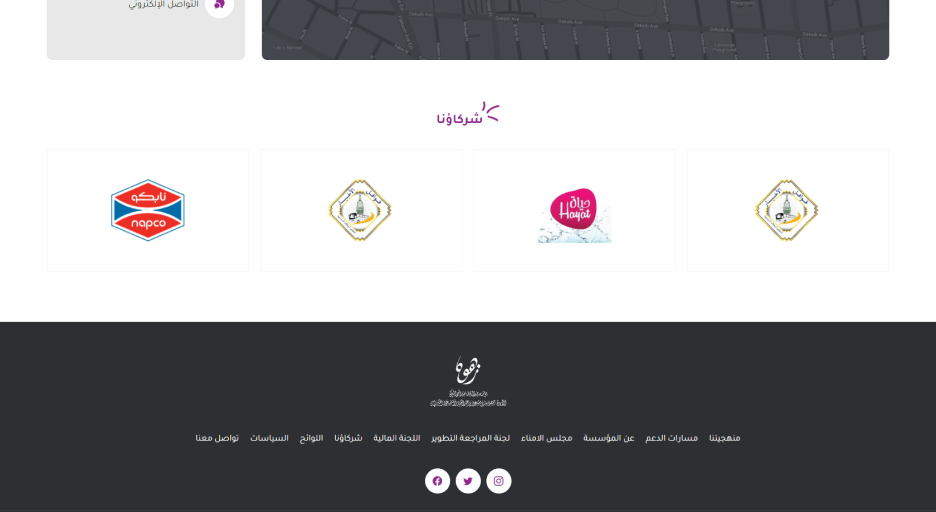 التواصل الإلكتروني
شركاؤنا
حياة
Hayat
نابكو
napco
منهجيتنا مسارات الدعم عن المؤسسة مجلس الامناء لجنة المراجعة التطوير اللجنة المالية شركاؤنا اللوائح السياسات تواصل معنا